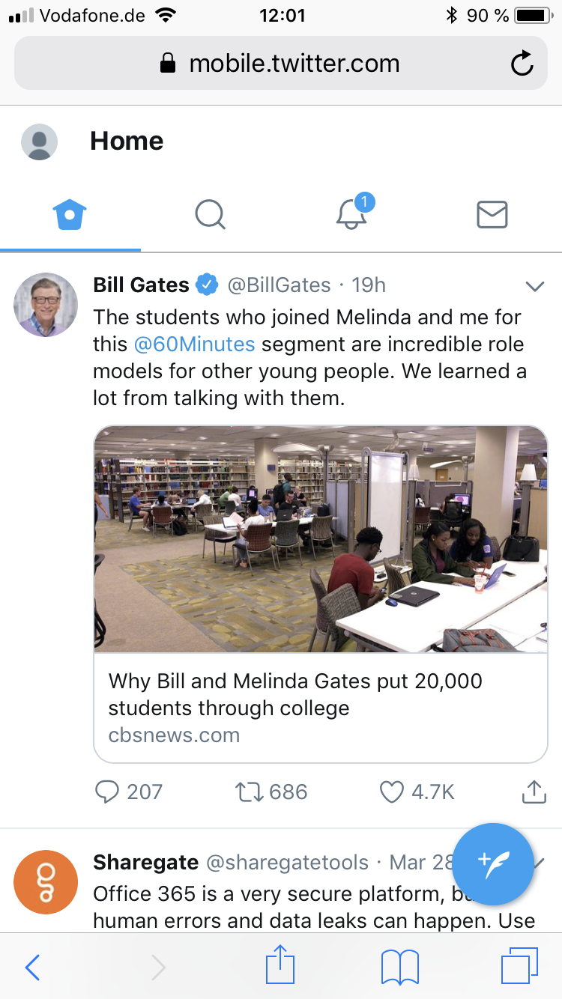 Vodafone.de 12:01 90 %
mobile.twitter.com
Home
1
Bill Gates @BillGates · 19h
The students who joined Melinda and me for
this @60Minutes segment are incredible role
models for other young people. We learned a
lot from talking with them.
Why Bill and Melinda Gates put 20,000
students through college
cbsnews.com
207 686 4.7K
Sharegate @sharegatetools · Mar 28
Office 365 is a very secure platform,
human errors and data leaks can happen. Use